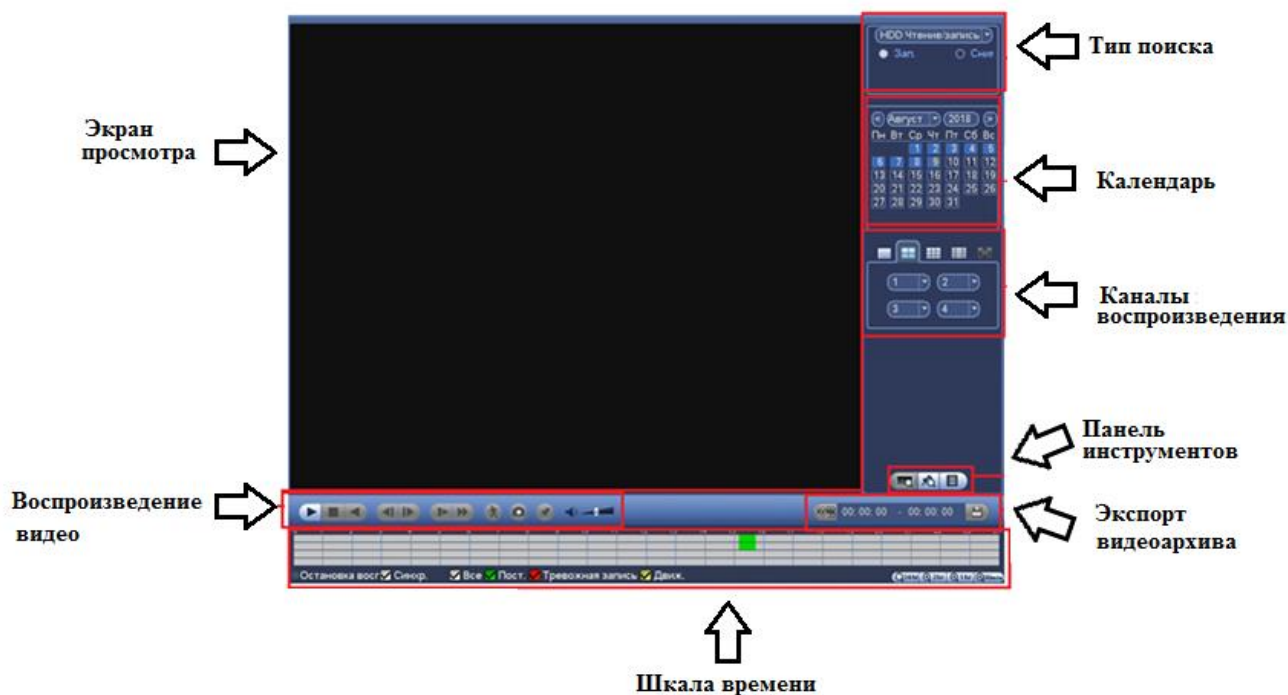 HDD Чтение/запись
Зап.
Тип поиска
Экран
просмотра
Август 2018
Пн Вт Ср Чт Пт Сб Вс
1 2 3 4 5
6 7 8 9 10 11 12
13 14 15 16 17 18 19
20 21 22 23 24 25 26
27 28 29 30 31
Календарь
1 2
3 4
Каналы
воспроизведения
Панель
инструментов
Воспроизведение
видео
00:00:00 - 00:00:00
Экспорт
видеоархива
Остановка восп Синхр. Все Пост. Тревожная запись Движ.
Шкала времени